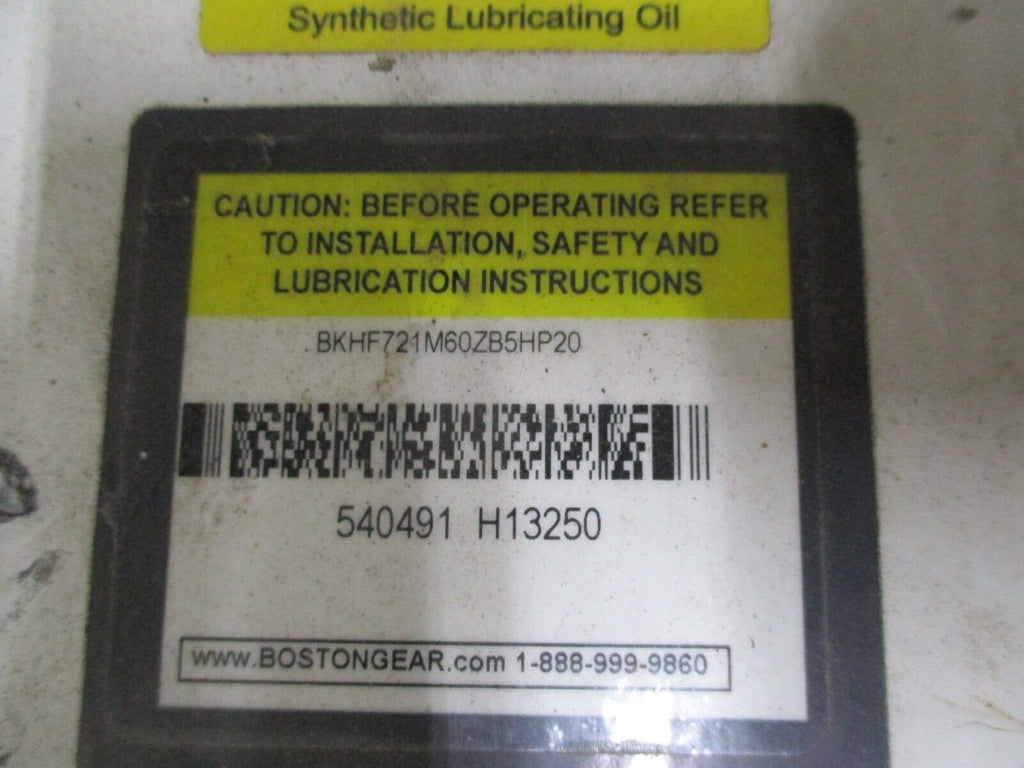 Synthetic Lubricating Oil
CAUTION: BEFORE OPERATING REFER
TO INSTALLATION, SAFETY AND
LUBRICATION INSTRUCTIONS
BKHF721M60ZB5HP20
540491 H13250
www.BOSTONGEAR.com 1-888-999-9860